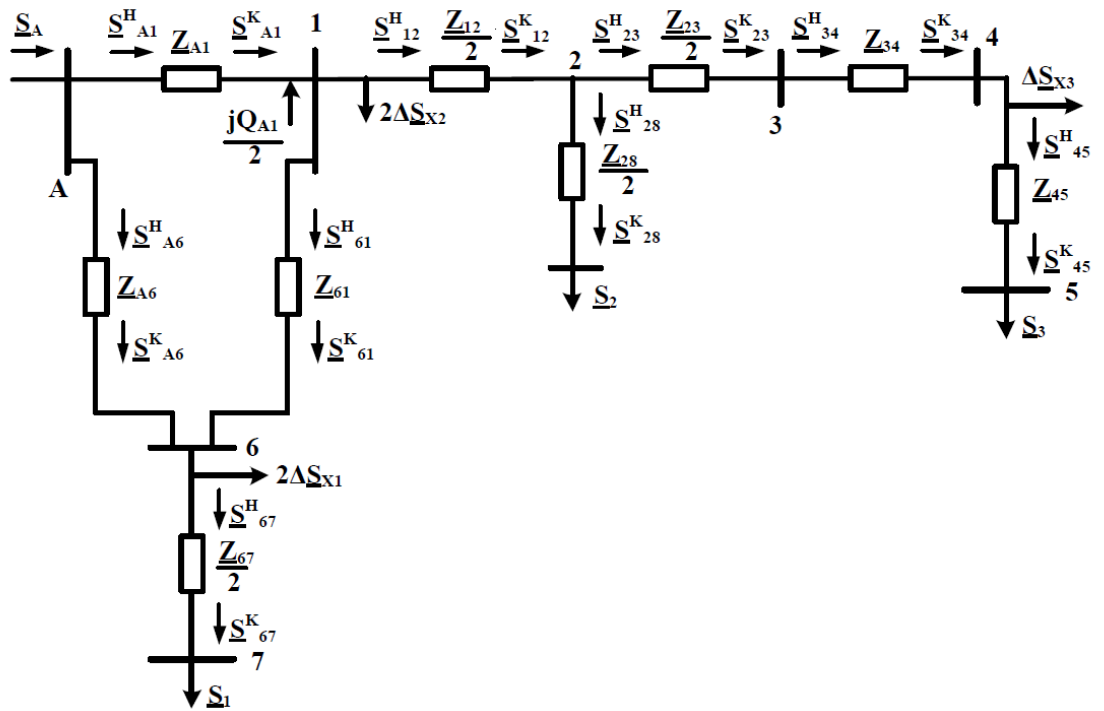 S_A S^H_A1 Z_A1 S^K_A1 1 S^H_12 Z_12/2 S^K_12 S^H_23 Z_23/2 S^K_23 S^H_34 Z_34 S^K_34 4
2
jQ_A1/2 2ΔS_X2 3 ΔS_X3
A S^H_28 S^H_45
Z_28/2 Z_45
S^K_28 S^K_45
S^H_A6 S^H_61 S_2 5
Z_A6 Z_61 S_3
S^K_A6 S^K_61
6
2ΔS_X1
S^H_67
Z_67/2
S^K_67
7
S_1